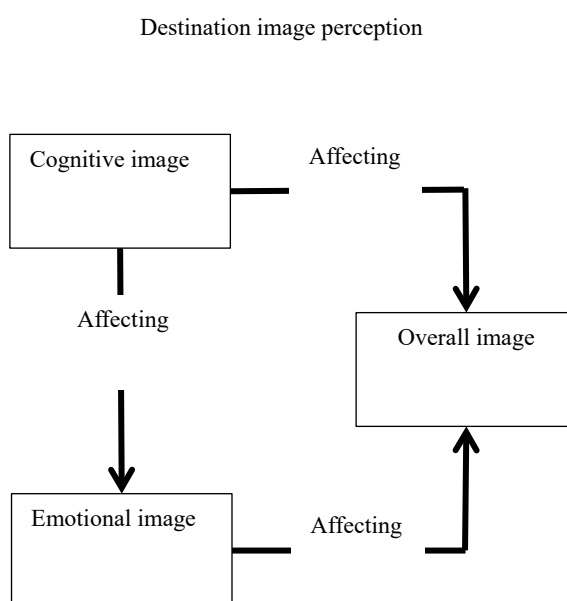 Destination image perception
Cognitive image
Affecting
Affecting
Overall image
Emotional image
Affecting